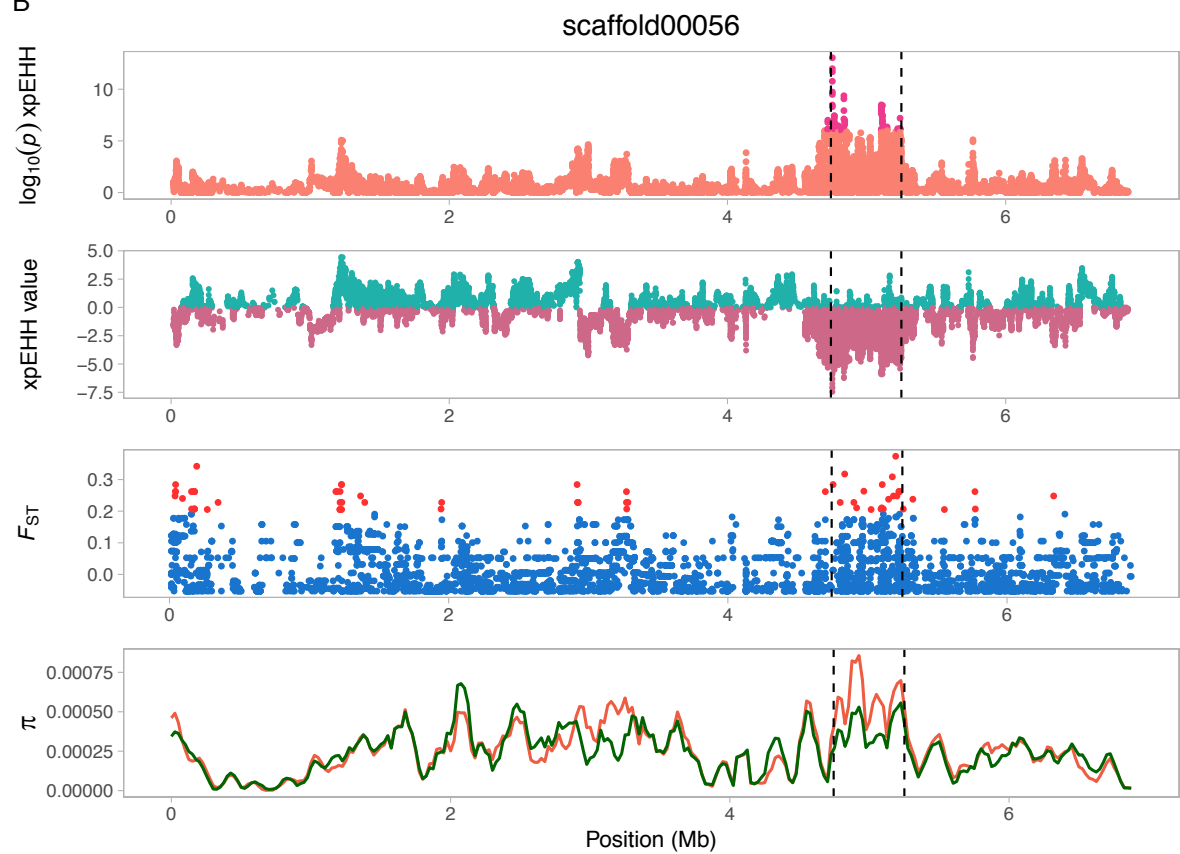 B
scaffold00056
log10(p) xpEHH
10
5
0
0 2 4 6
xpEHH value
5.0
2.5
0.0
−2.5
−5.0
−7.5
0 2 4 6
FST
0.3
0.2
0.1
0.0
0 2 4 6
π
0.00075
0.00050
0.00025
0.00000
0 2 4 6
Position (Mb)